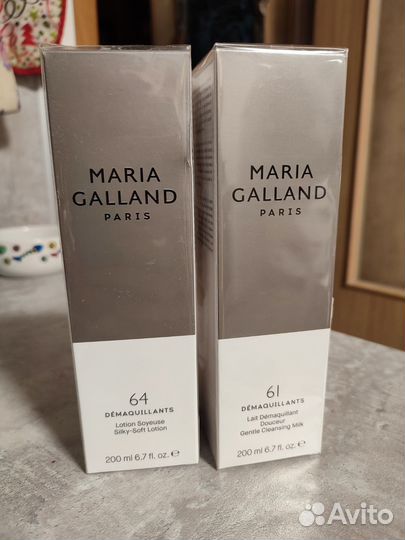 MARIA
GALLAND
PARIS
64
DÉMAQUILLANTS
Lotion Soyeuse
Silky-Soft Lotion
200 ml 6.7 fl. oz. ℮
MARIA
GALLAND
PARIS
61
DÉMAQUILLANTS
Lait Démaquillant
Douceur
Gentle Cleansing Milk
200 ml 6.7 fl. oz. ℮
Avito